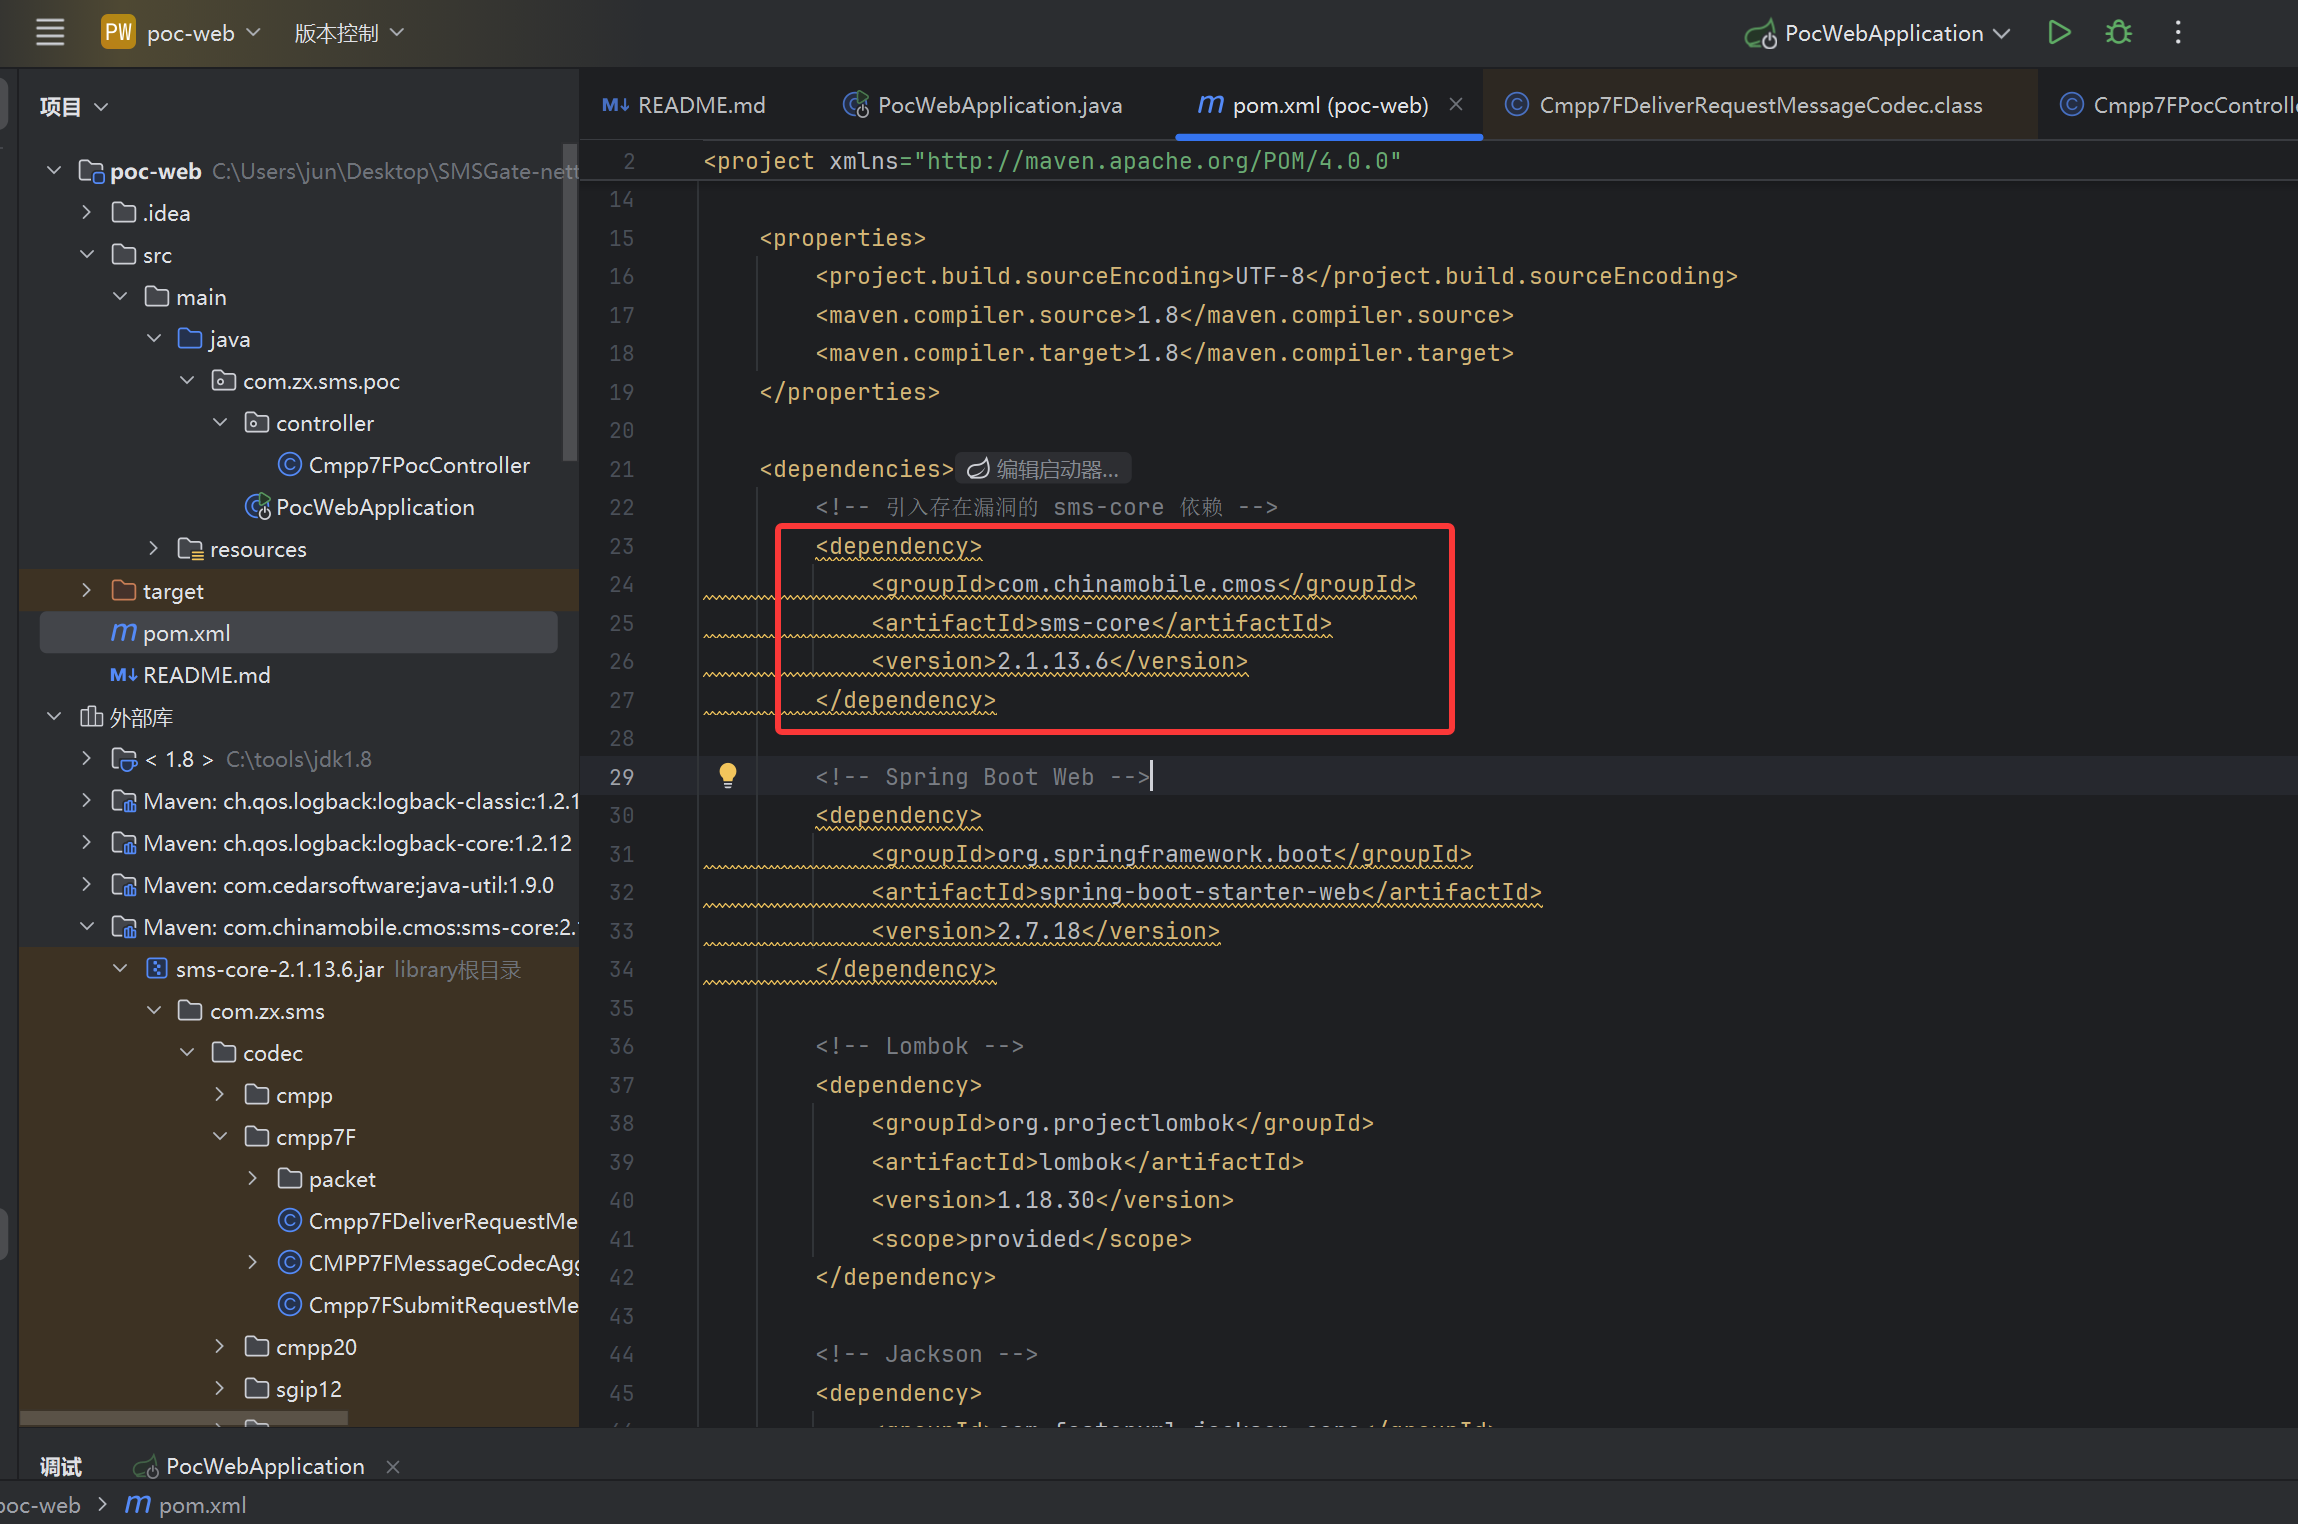 PW poc-web 版本控制 PocWebApplication
项目
poc-web C:\Users\jun\Desktop\SMSGate-nett
.idea
src
main
java
com.zx.sms.poc
controller
Cmpp7FPocController
PocWebApplication
resources
target
pom.xml
README.md
外部库
< 1.8 > C:\tools\jdk1.8
Maven: ch.qos.logback:logback-classic:1.2.1
Maven: ch.qos.logback:logback-core:1.2.12
Maven: com.cedarsoftware:java-util:1.9.0
Maven: com.chinamobile.cmos:sms-core:2.
sms-core-2.1.13.6.jar library根目录
com.zx.sms
codec
cmpp
cmpp7F
packet
Cmpp7FDeliverRequestMe
CMPP7FMessageCodecAgg
Cmpp7FSubmitRequestMe
cmpp20
sgip12
README.md PocWebApplication.java pom.xml (poc-web) Cmpp7FDeliverRequestMessageCodec.class Cmpp7FPocControlle
2 <project xmlns="http://maven.apache.org/POM/4.0.0"
14
15 <properties>
16 <project.build.sourceEncoding>UTF-8</project.build.sourceEncoding>
17 <maven.compiler.source>1.8</maven.compiler.source>
18 <maven.compiler.target>1.8</maven.compiler.target>
19 </properties>
20
21 <dependencies> 编辑启动器...
22 <!-- 引入存在漏洞的 sms-core 依赖 -->
23 <dependency>
24 <groupId>com.chinamobile.cmos</groupId>
25 <artifactId>sms-core</artifactId>
26 <version>2.1.13.6</version>
27 </dependency>
28
29 <!-- Spring Boot Web -->
30 <dependency>
31 <groupId>org.springframework.boot</groupId>
32 <artifactId>spring-boot-starter-web</artifactId>
33 <version>2.7.18</version>
34 </dependency>
35
36 <!-- Lombok -->
37 <dependency>
38 <groupId>org.projectlombok</groupId>
39 <artifactId>lombok</artifactId>
40 <version>1.18.30</version>
41 <scope>provided</scope>
42 </dependency>
43
44 <!-- Jackson -->
45 <dependency>
调试 PocWebApplication
poc-web pom.xml